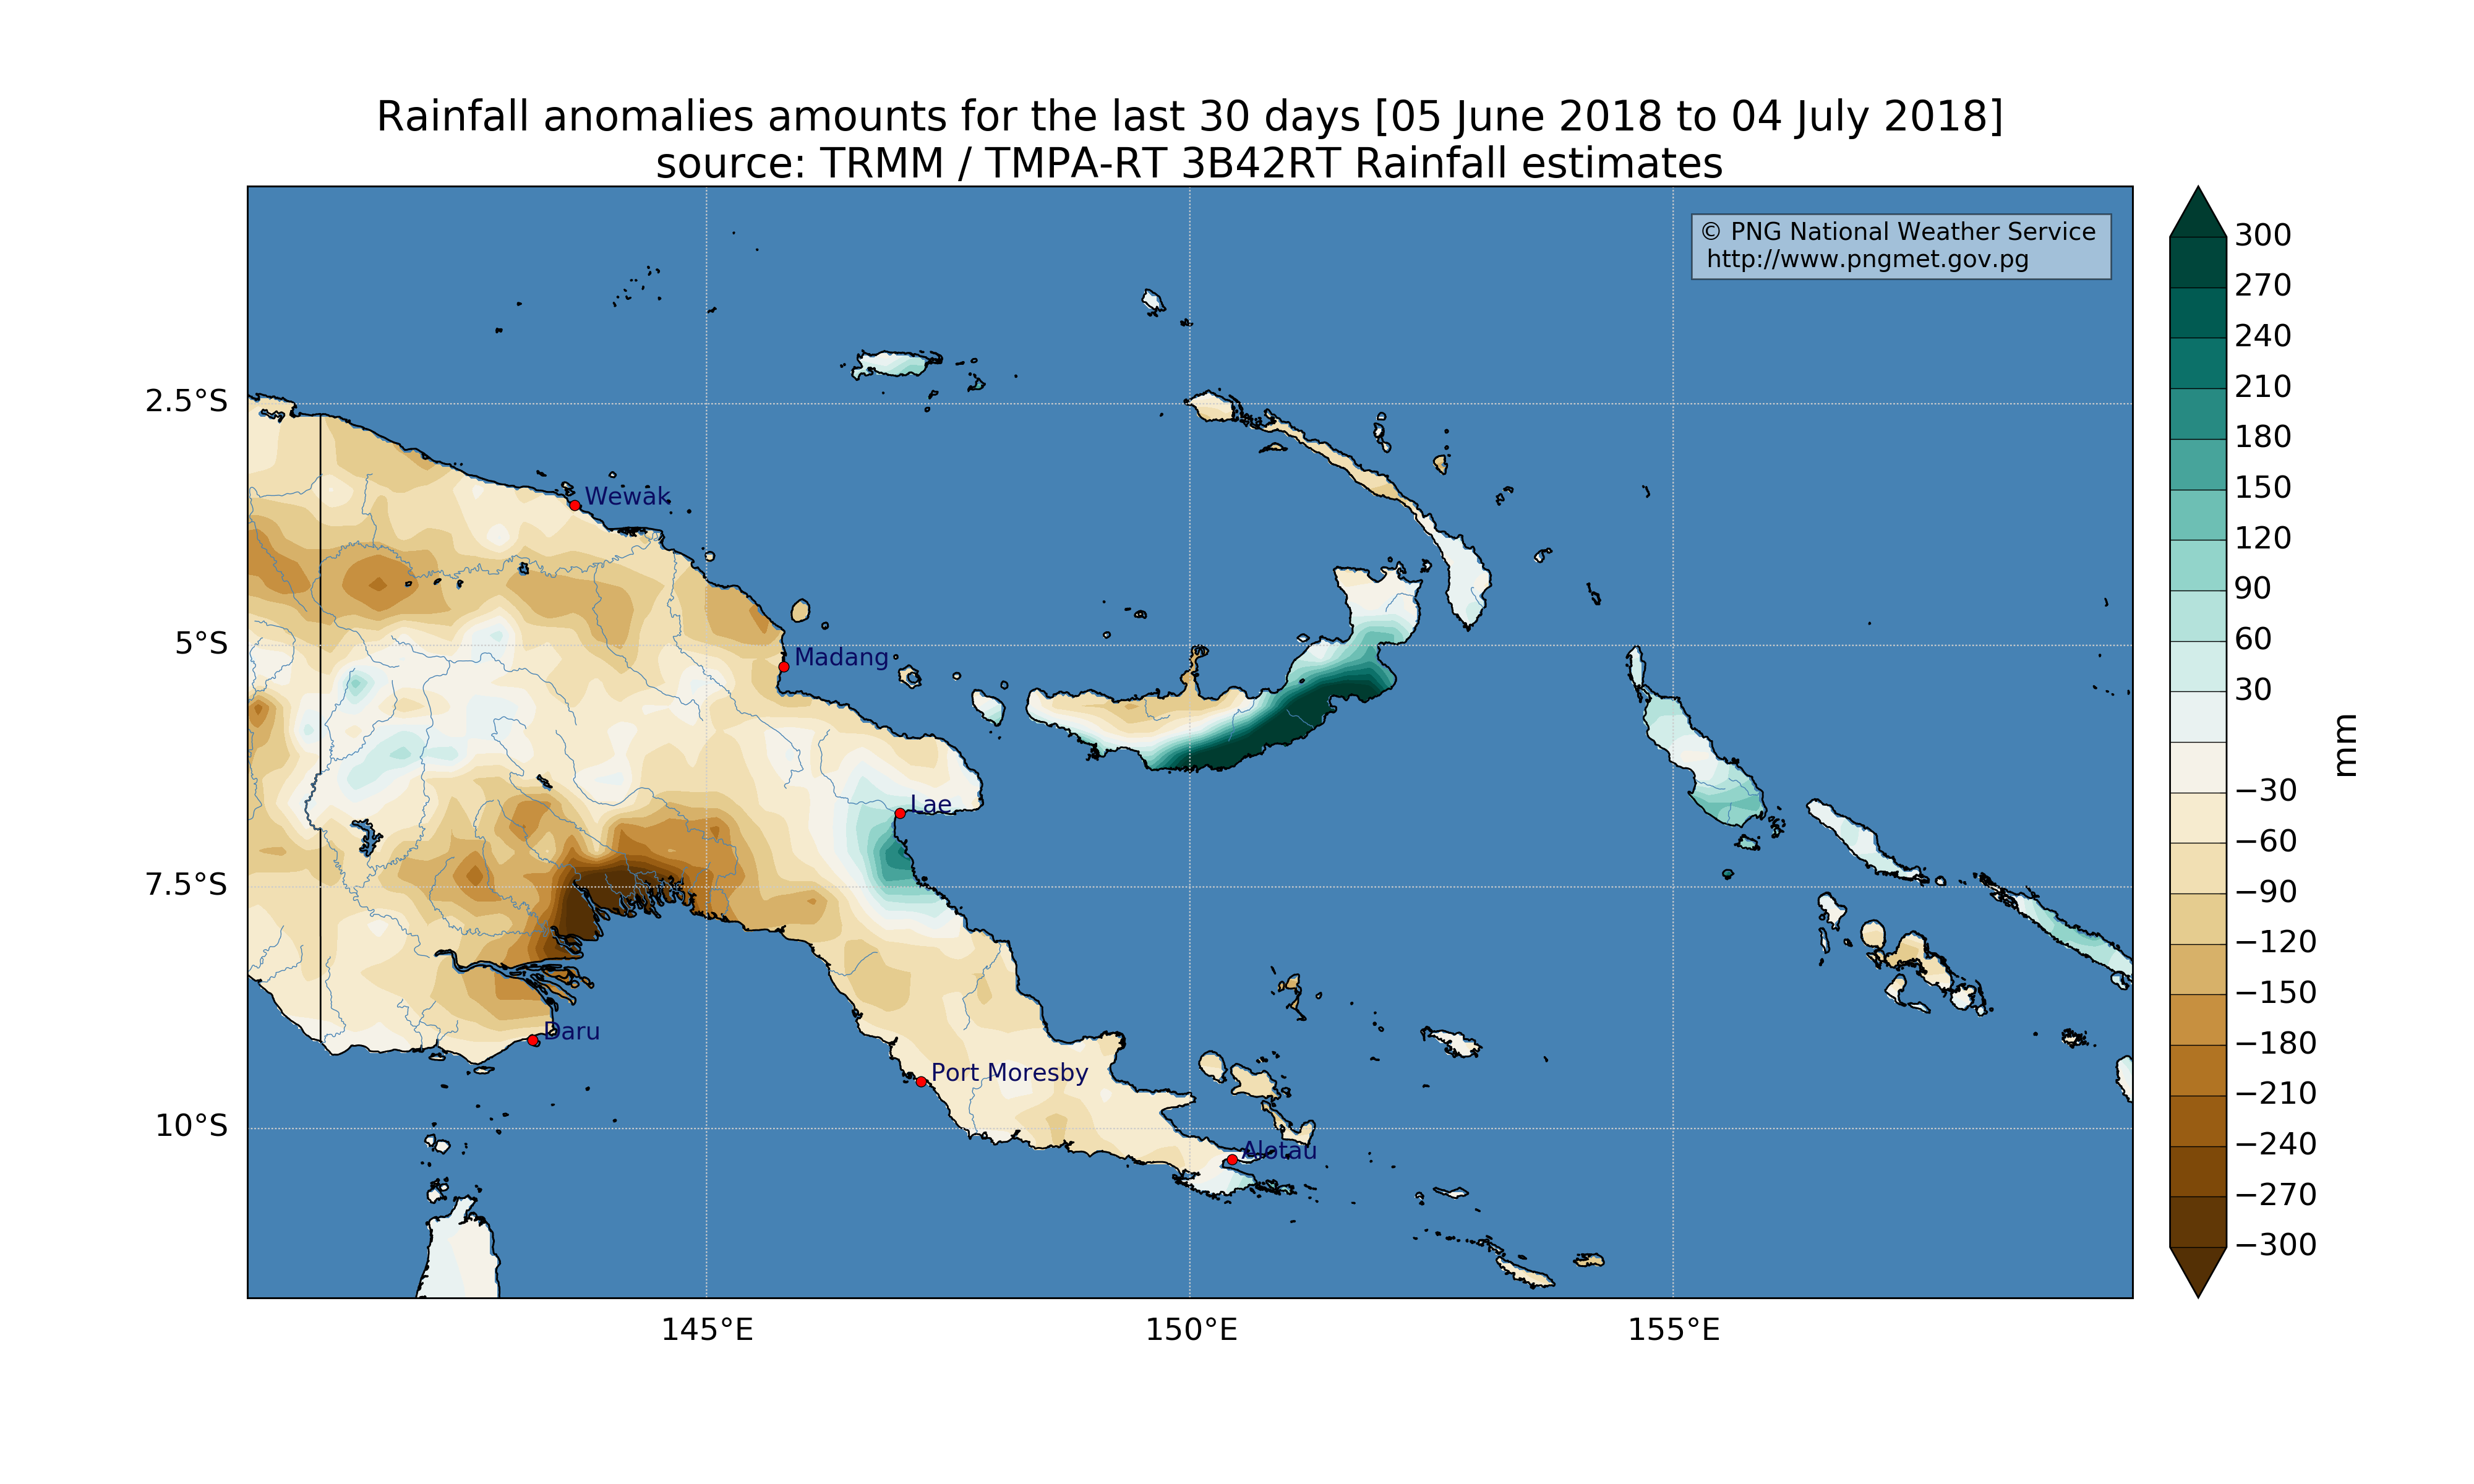 Rainfall anomalies amounts for the last 30 days [05 June 2018 to 04 July 2018]
source: TRMM / TMPA-RT 3B42RT Rainfall estimates
© PNG National Weather Service
http://www.pngmet.gov.pg
2.5°S
5°S
7.5°S
10°S
Wewak
Madang
Lae
Daru
Port Moresby
Alotau
145°E
150°E
155°E
300
270
240
210
180
150
120
90
60
30
−30
−60
−90
−120
−150
−180
−210
−240
−270
−300
mm